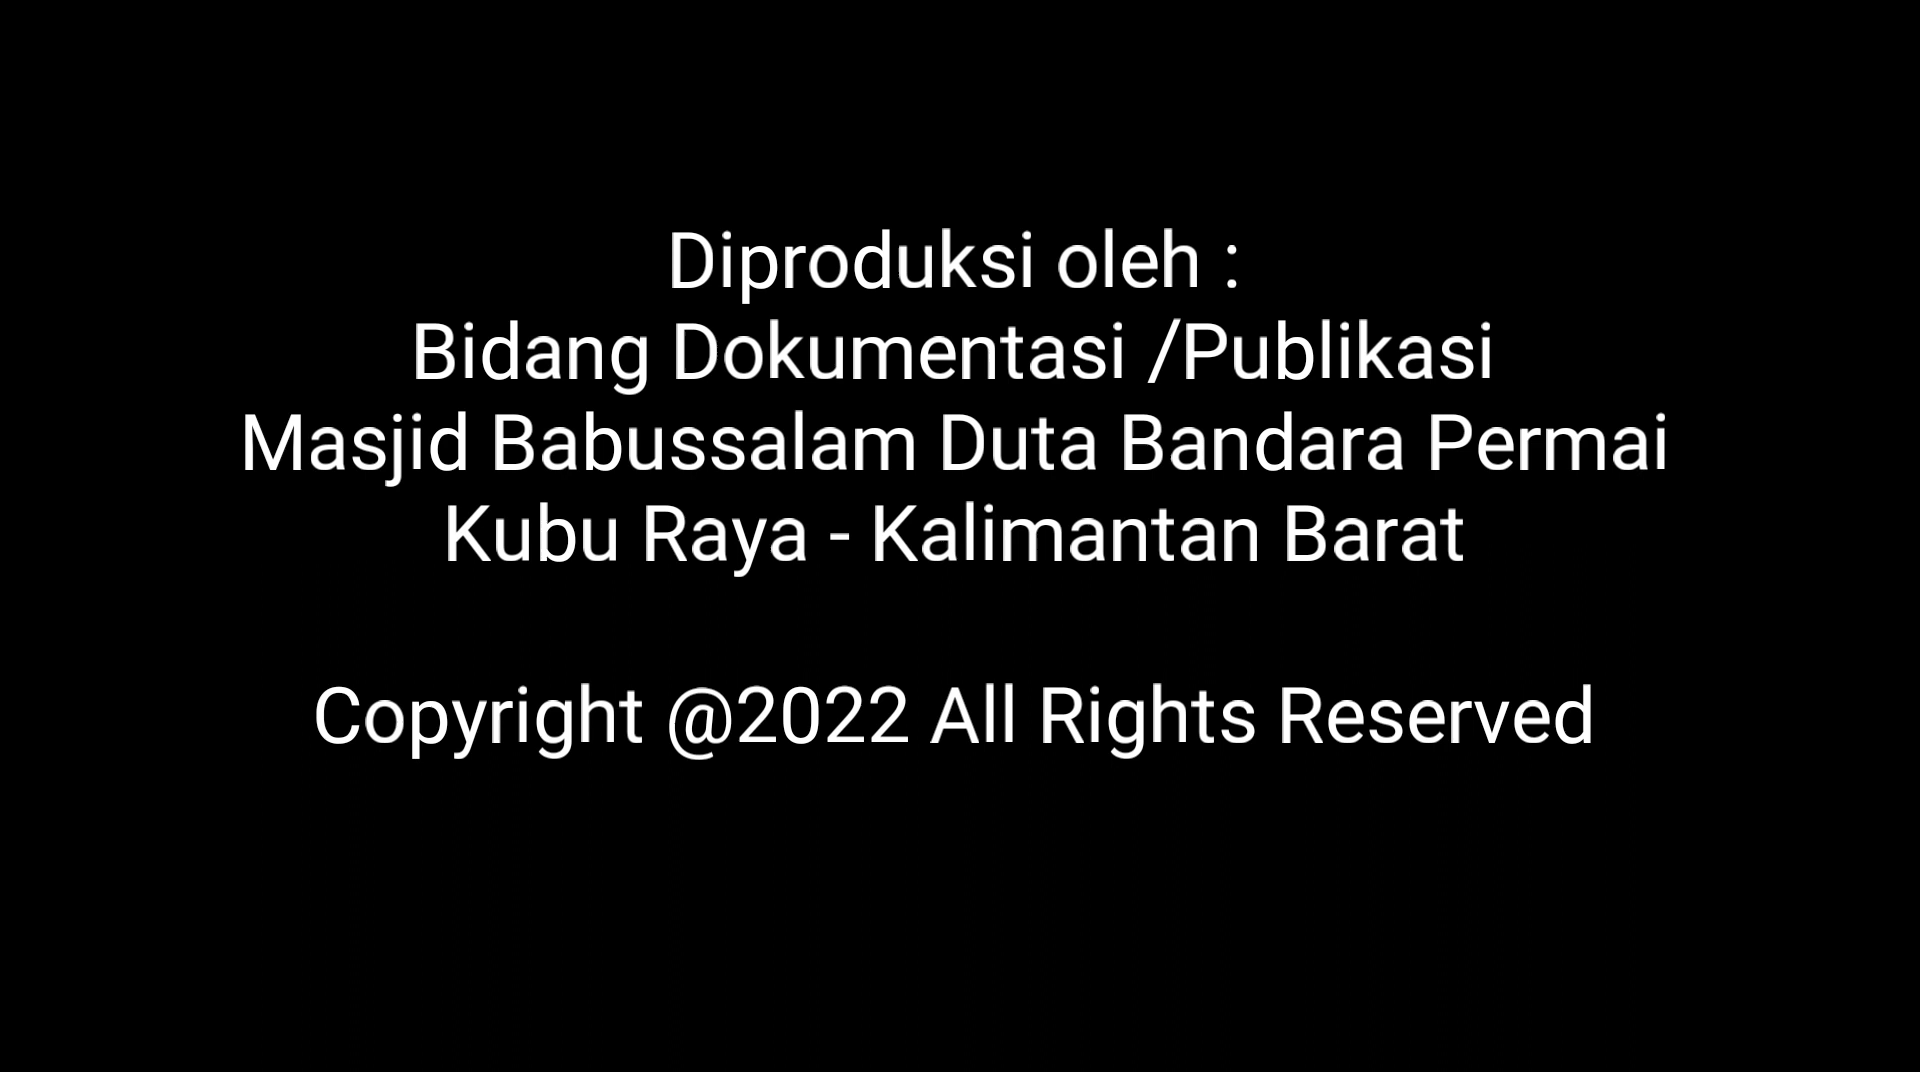 Diproduksi oleh :
Bidang Dokumentasi /Publikasi
Masjid Babussalam Duta Bandara Permai
Kubu Raya - Kalimantan Barat
Copyright @2022 All Rights Reserved